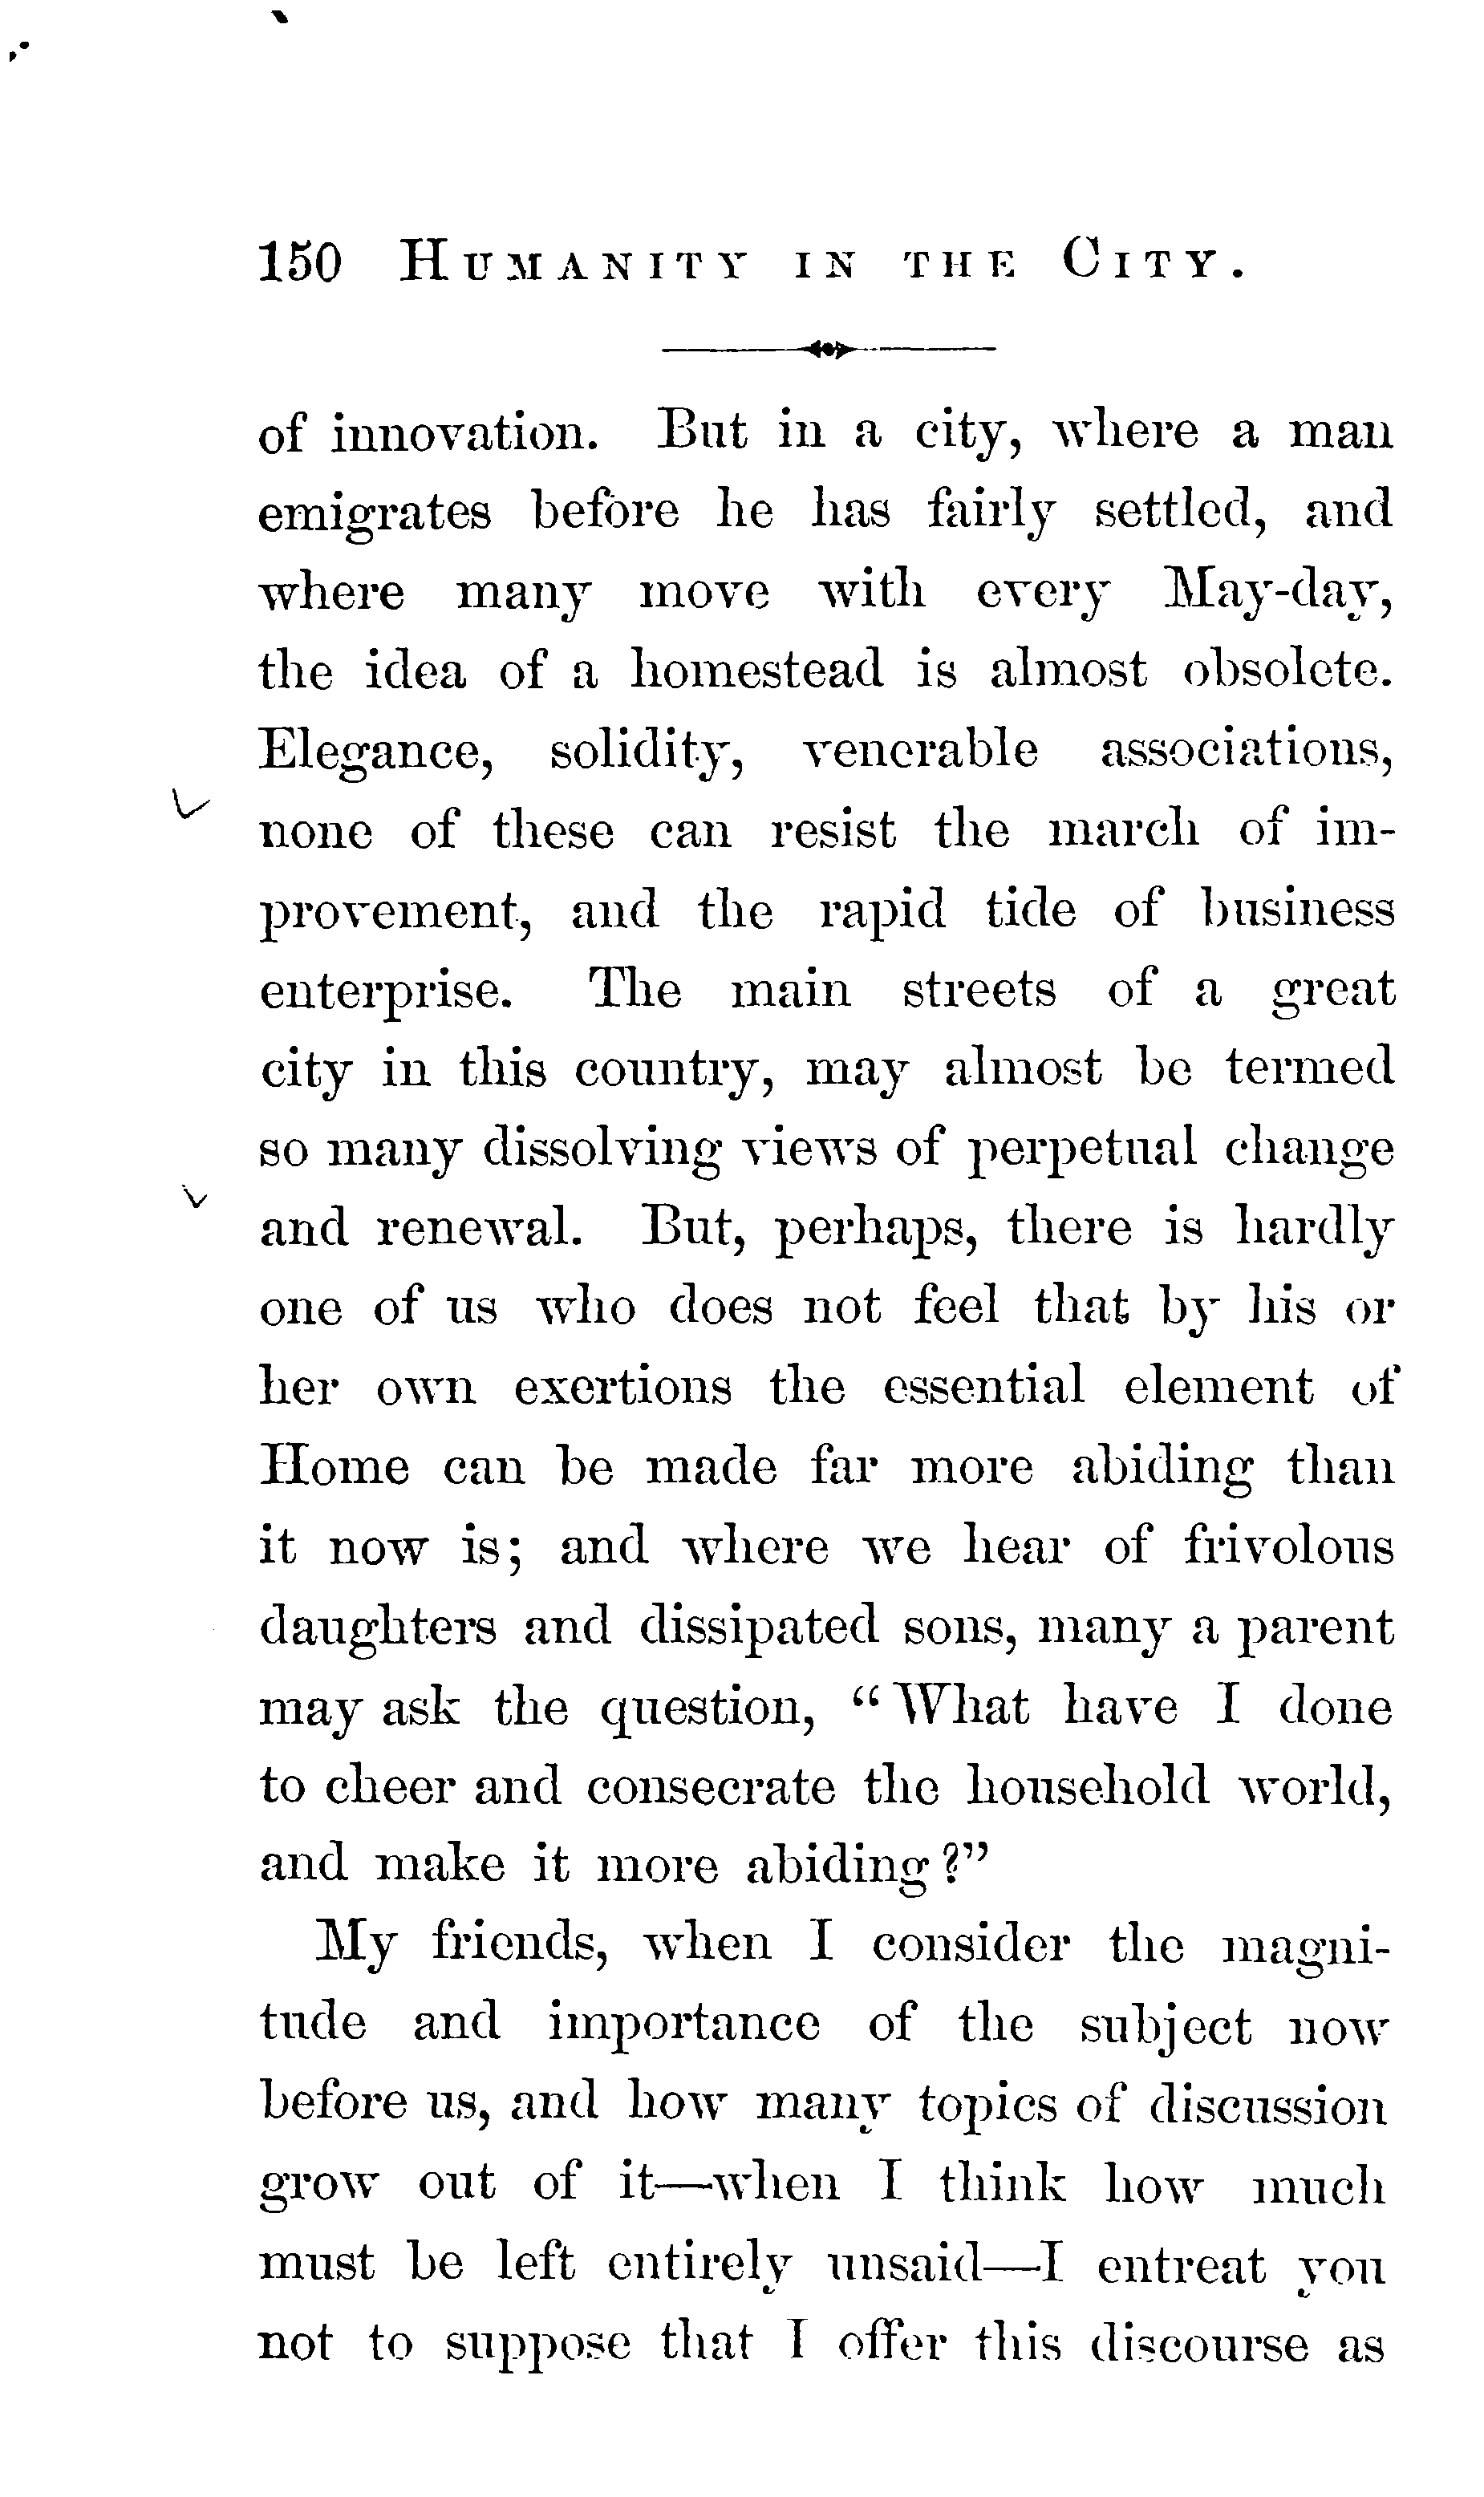 150 HUMANITY IN THE CITY.
of innovation. But in a city, where a man
emigrates before he has fairly settled, and
where many move with every May-day,
the idea of a homestead is almost obsolete.
Elegance, solidity, venerable associations,
none of these can resist the march of im-
provement, and the rapid tide of business
enterprise. The main streets of a great
city in this country, may almost be termed
so many dissolving views of perpetual change
and renewal. But, perhaps, there is hardly
one of us who does not feel that by his or
her own exertions the essential element of
Home can be made far more abiding than
it now is; and where we hear of frivolous
daughters and dissipated sons, many a parent
may ask the question, “What have I done
to cheer and consecrate the household world,
and make it more abiding?”
My friends, when I consider the magni-
tude and importance of the subject now
before us, and how many topics of discussion
grow out of it—when I think how much
must be left entirely unsaid—I entreat you
not to suppose that I offer this discourse as